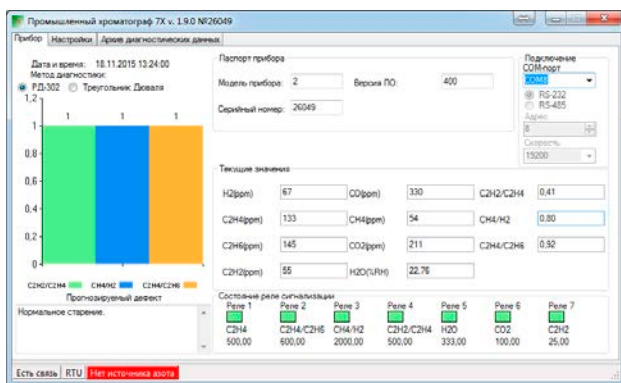 Промышленный хроматограф 7X v. 1.9.0 №26049
Прибор Настройки Архив диагностических данных
Дата и время: 18.11.2015 13:24:00
Метод диагностики:
РД-302 Треугольник Дюваля
1,2
1
0,8
0,6
0,4
0,2
0
1 1 1
C2H2/C2H4 CH4/H2 C2H4/C2H6
Прогнозируемый дефект
Нормальное старение.
Паспорт прибора
Модель прибора: 2 Версия ПО: 400
Серийный номер: 26049
Подключение
COM-порт
COM8
RS-232
RS-485
Адрес
8
Скорость
19200
Текущие значения
H2(ppm) 67 CO(ppm) 330 C2H2/C2H4 0,41
C2H4(ppm) 133 CH4(ppm) 54 CH4/H2 0,80
C2H6(ppm) 145 CO2(ppm) 211 C2H4/C2H6 0,92
C2H2(ppm) 55 H2O(%RH) 22.76
Состояние реле сигнализации
Реле 1 Реле 2 Реле 3 Реле 4 Реле 5 Реле 6 Реле 7
C2H4 C2H4/C2H6 CH4/H2 C2H2/C2H4 H2O CO2 C2H2
500,00 600,00 2000,00 500,00 333,00 100,00 25,00
Есть связь RTU Нет источника азота